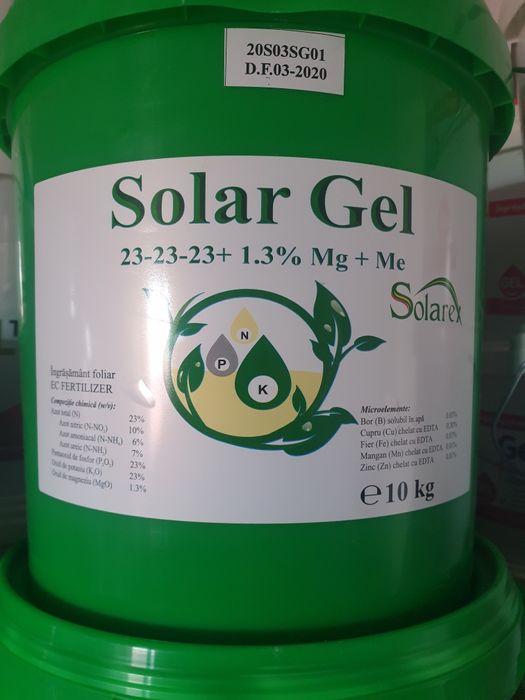 20S03SG01
D.F.03-2020
Solar Gel
23-23-23+ 1.3% Mg + Me
Solarex
N
P
K
Îngrășământ foliar
EC FERTILIZER
Compoziție chimică (w/v):
Azot total (N) 23%
Azot nitric (N-NO₃) 10%
Azot amoniacal (N-NH₄) 6%
Azot ureic (N-NH₂) 7%
Pentaoxid de fosfor (P₂O₅) 23%
Oxid de potasiu (K₂O) 23%
Oxid de magneziu (MgO) 1.3%
Microelemente:
Bor (B) solubil în apă
Cupru (Cu) chelat cu EDTA
Fier (Fe) chelat cu EDTA
Mangan (Mn) chelat cu EDTA
Zinc (Zn) chelat cu EDTA
℮ 10 kg